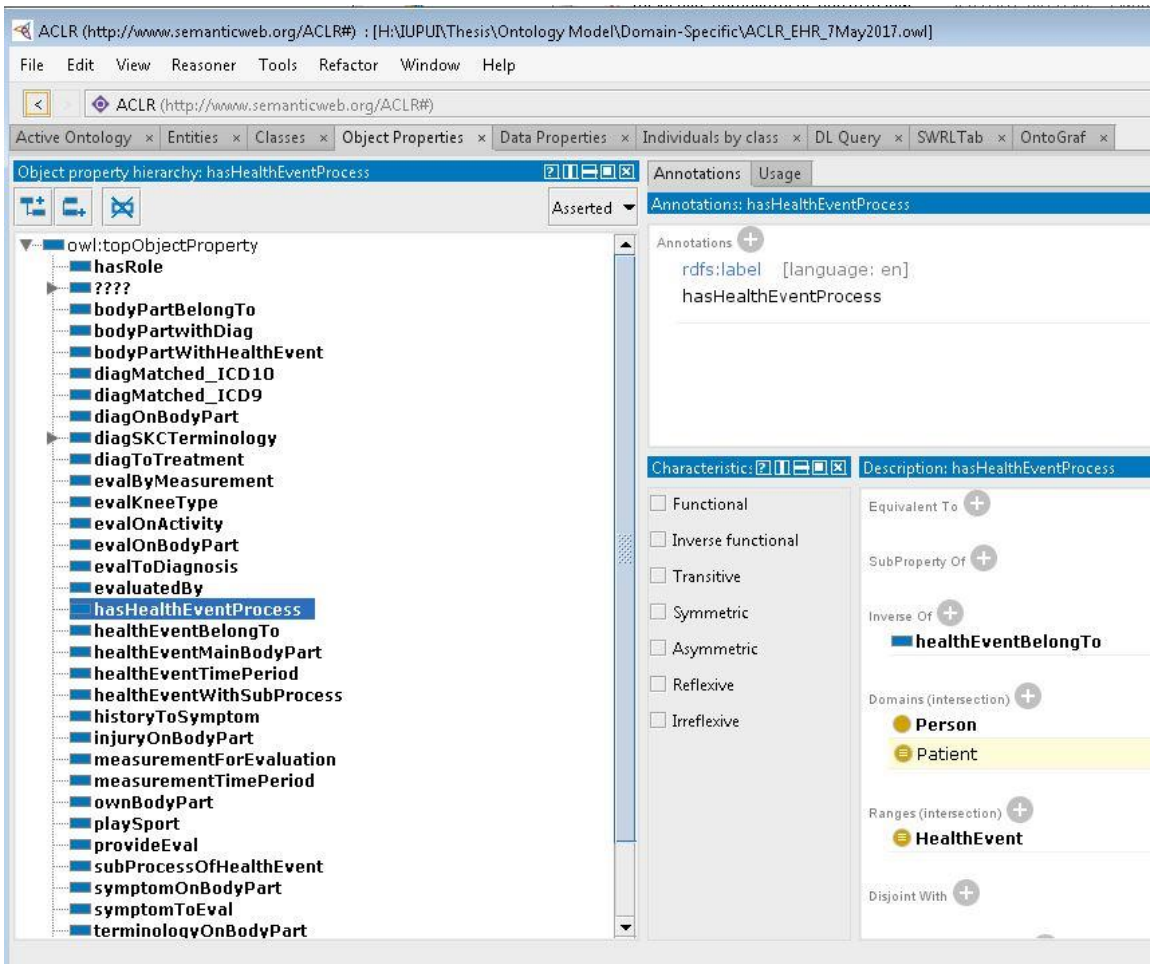 ACLR (http://www.semanticweb.org/ACLR#) : [H:\IUPUI\Thesis\Ontology Model\Domain-Specific\ACLR_EHR_7May2017.owl]
File Edit View Reasoner Tools Refactor Window Help
< > ACLR (http://www.semanticweb.org/ACLR#)
Active Ontology × Entities × Classes × Object Properties × Data Properties × Individuals by class × DL Query × SWRLTab × OntoGraf ×
Object property hierarchy: hasHealthEventProcess
Asserted
owl:topObjectProperty
hasRole
????
bodyPartBelongTo
bodyPartwithDiag
bodyPartWithHealthEvent
diagMatched_ICD10
diagMatched_ICD9
diagOnBodyPart
diagSKCTerminology
diagToTreatment
evalByMeasurement
evalKneeType
evalOnActivity
evalOnBodyPart
evalToDiagnosis
evaluatedBy
hasHealthEventProcess
healthEventBelongTo
healthEventMainBodyPart
healthEventTimePeriod
healthEventWithSubProcess
historyToSymptom
injuryOnBodyPart
measurementForEvaluation
measurementTimePeriod
ownBodyPart
playSport
provideEval
subProcessOfHealthEvent
symptomOnBodyPart
symptomToEval
terminologyOnBodyPart
Annotations Usage
Annotations: hasHealthEventProcess
Annotations
rdfs:label [language: en]
hasHealthEventProcess
Characteristic:
Functional
Inverse functional
Transitive
Symmetric
Asymmetric
Reflexive
Irreflexive
Description: hasHealthEventProcess
Equivalent To
SubProperty Of
Inverse Of
healthEventBelongTo
Domains (intersection)
Person
Patient
Ranges (intersection)
HealthEvent
Disjoint With